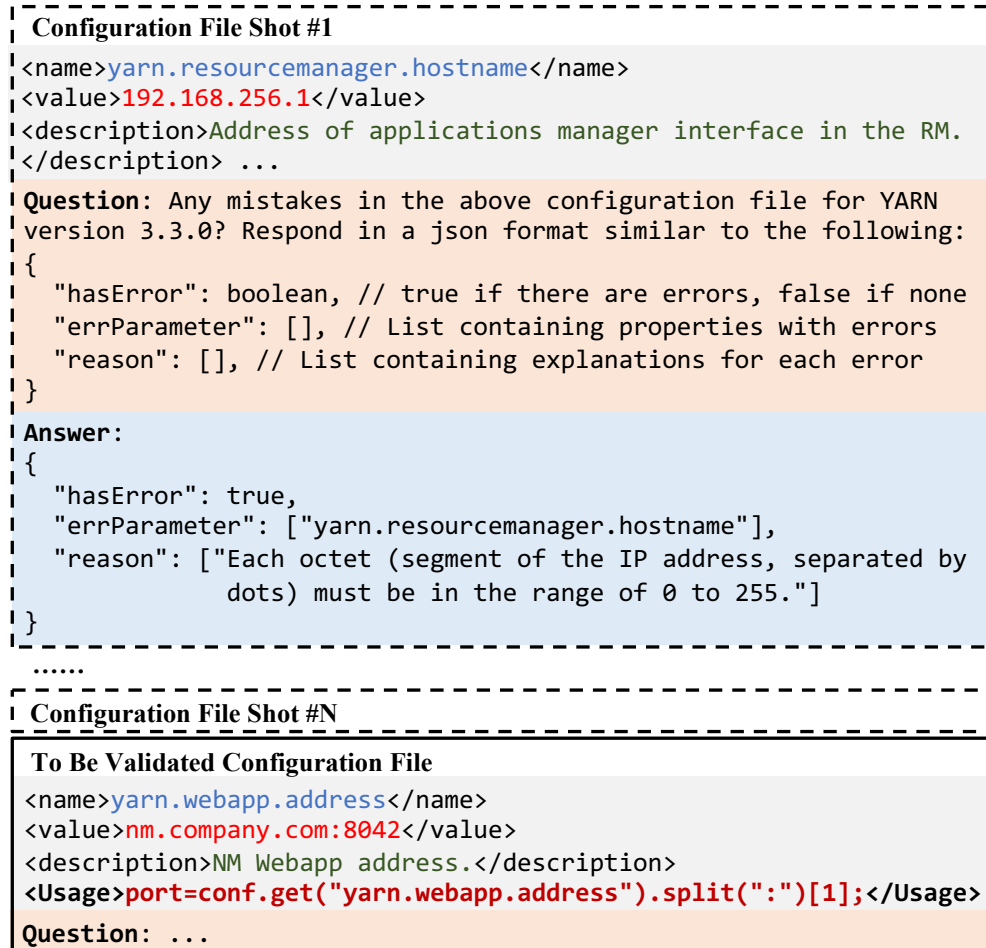 Configuration File Shot #1
<name>yarn.resourcemanager.hostname</name>
<value>192.168.256.1</value>
<description>Address of applications manager interface in the RM.
</description> ...
Question: Any mistakes in the above configuration file for YARN
version 3.3.0? Respond in a json format similar to the following:
{
"hasError": boolean, // true if there are errors, false if none
"errParameter": [], // List containing properties with errors
"reason": [], // List containing explanations for each error
}
Answer:
{
"hasError": true,
"errParameter": ["yarn.resourcemanager.hostname"],
"reason": ["Each octet (segment of the IP address, separated by
dots) must be in the range of 0 to 255."]
}
......
Configuration File Shot #N
To Be Validated Configuration File
<name>yarn.webapp.address</name>
<value>nm.company.com:8042</value>
<description>NM Webapp address.</description>
<Usage>port=conf.get("yarn.webapp.address").split(":")[1];</Usage>
Question: ...